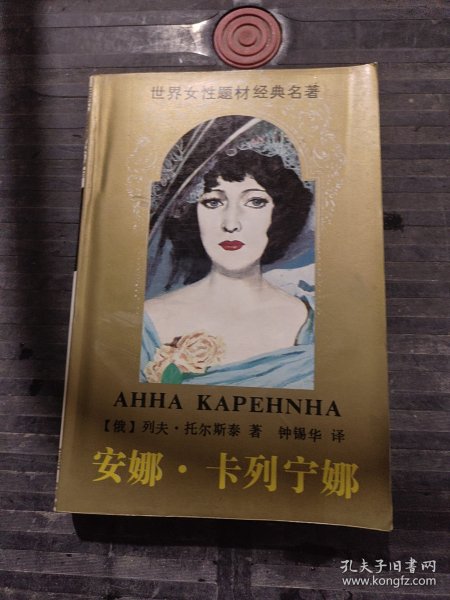 世界女性题材经典名著
AHHA KAPEHNHA
【俄】列夫·托尔斯泰 著 钟锡华 译
安娜·卡列宁娜
孔夫子旧书网
www.kongfz.com